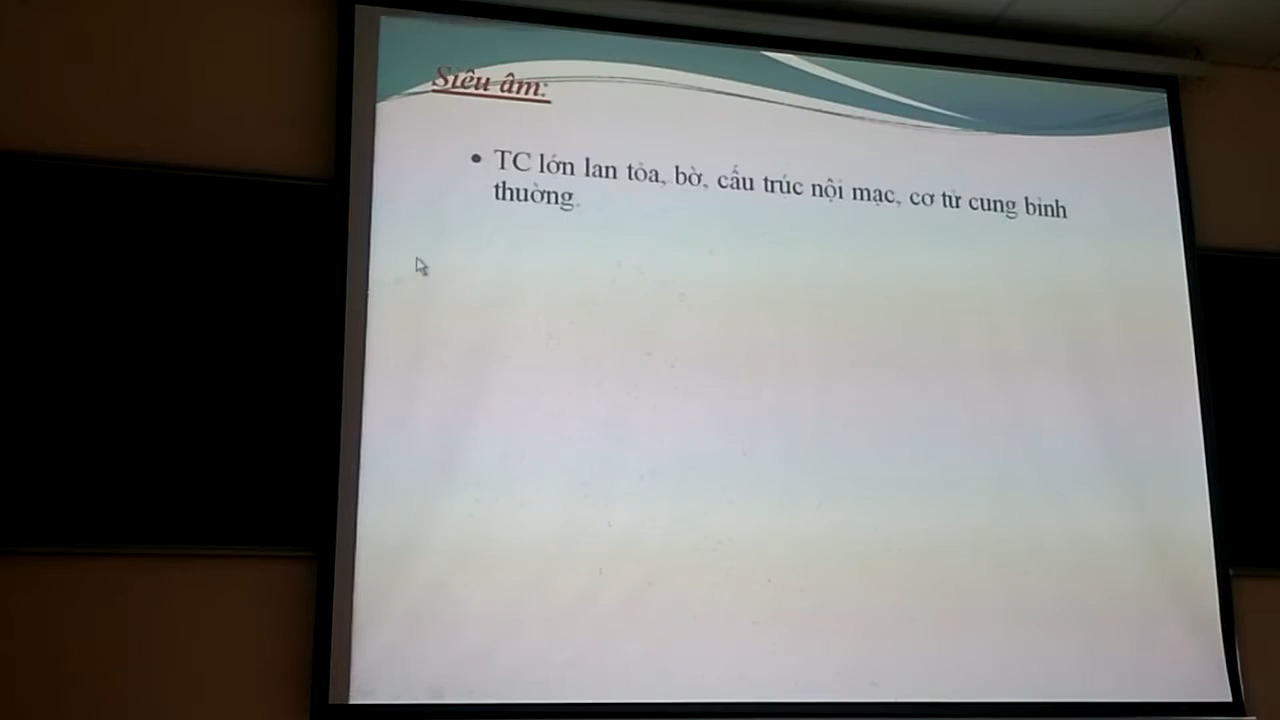 Siêu âm:
• TC lớn lan tỏa, bờ, cấu trúc nội mạc, cơ tử cung bình
thường.